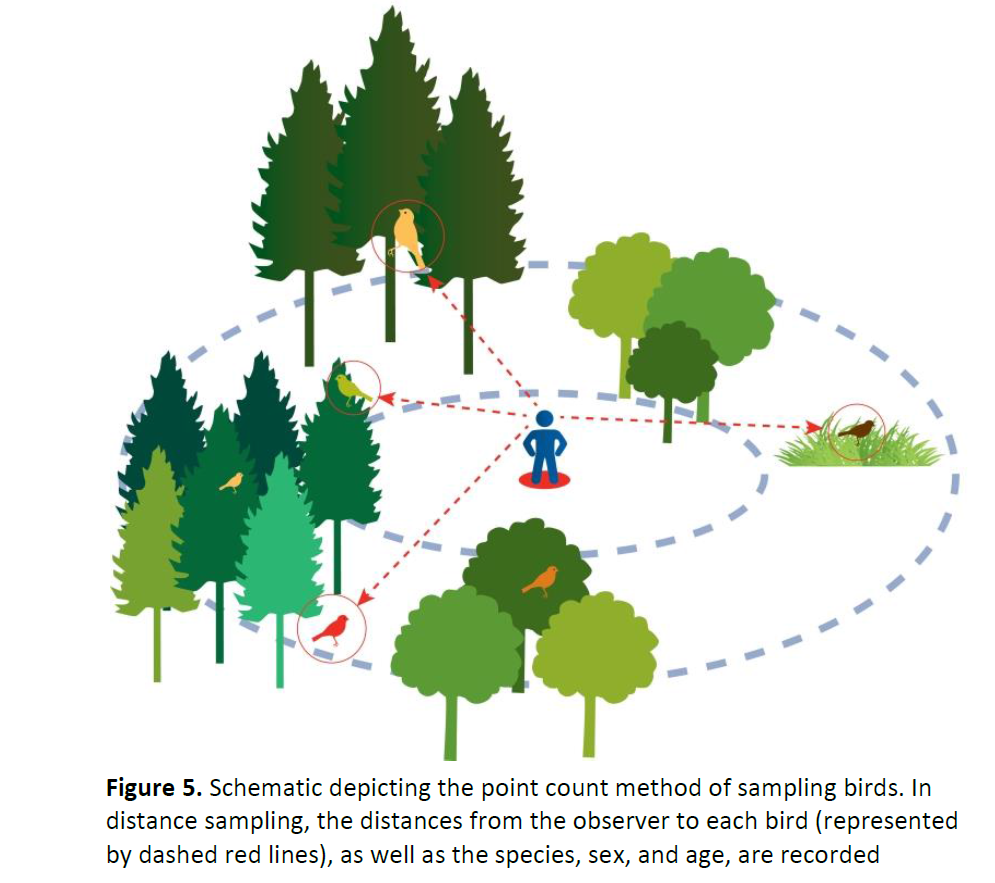 Figure 5. Schematic depicting the point count method of sampling birds. In
distance sampling, the distances from the observer to each bird (represented
by dashed red lines), as well as the species, sex, and age, are recorded